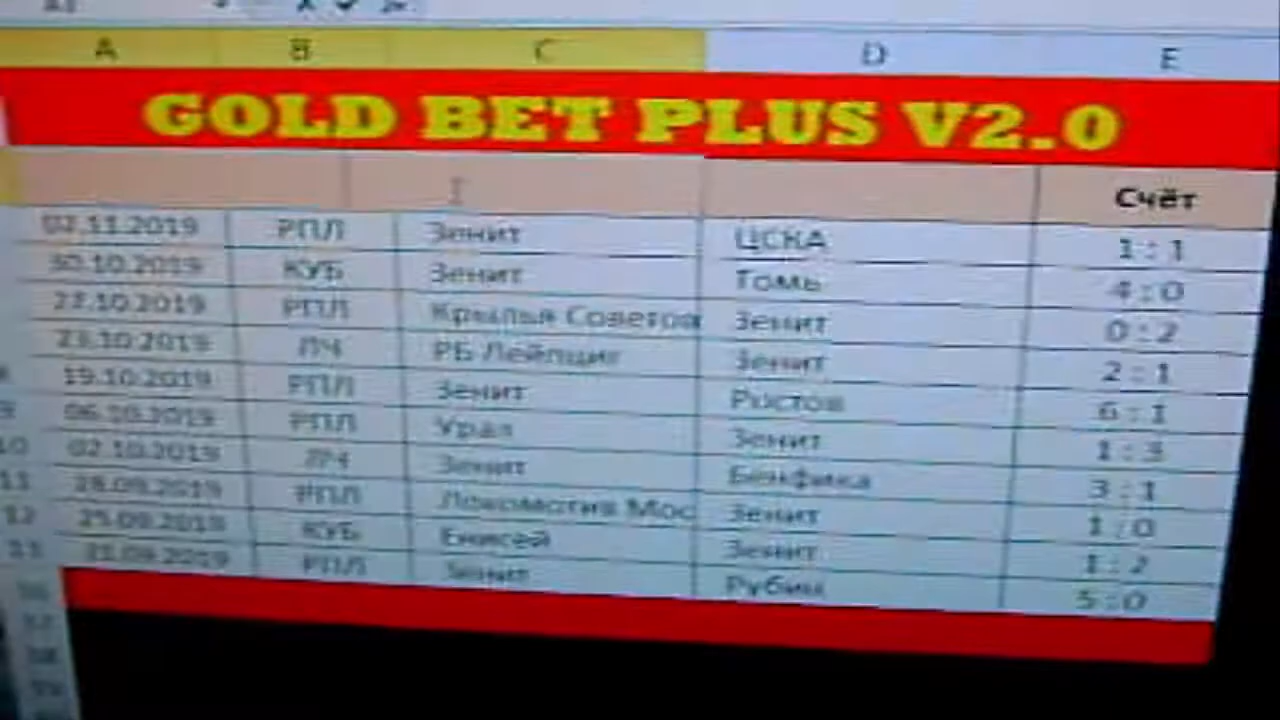 A B C D E
GOLD BET PLUS V2.0
Счёт
02.11.2019 РПЛ Зенит ЦСКА 1 : 1
30.10.2019 КУБ Зенит Томь 4 : 0
РПЛ Крылья Советов Зенит 0 : 2
23.10.2019 ЛЧ РБ Лейпциг Зенит 2 : 1
19.10.2019 РПЛ Зенит Ростов 6 : 1
06.10.2019 РПЛ Урал Зенит 1 : 3
02.10.2019 ЛЧ Зенит Бенфика 3 : 1
28.09.2019 РПЛ Локомотив Мос Зенит 1 : 0
25.09.2019 КУБ Енисей Зенит 1 : 2
21.09.2019 РПЛ Зенит Рубин 5 : 0